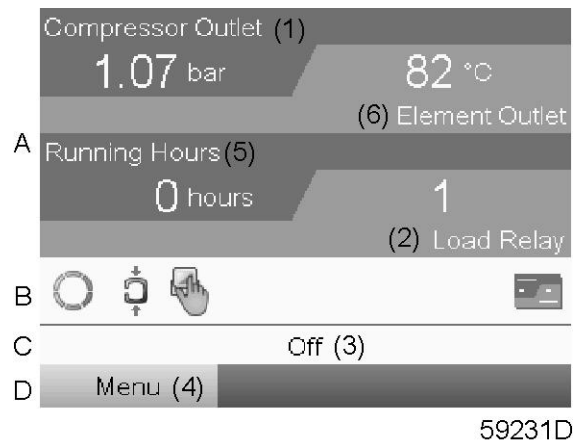 Compressor Outlet (1)
1.07 bar 82 °C
(6) Element Outlet
A
Running Hours (5)
0 hours 1
(2) Load Relay
B
C Off (3)
D Menu (4)
59231D